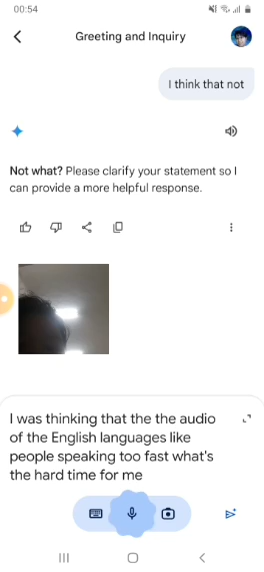 00:54
Greeting and Inquiry
I think that not
Not what? Please clarify your statement so I
can provide a more helpful response.
I was thinking that the the audio
of the English languages like
people speaking too fast what's
the hard time for me